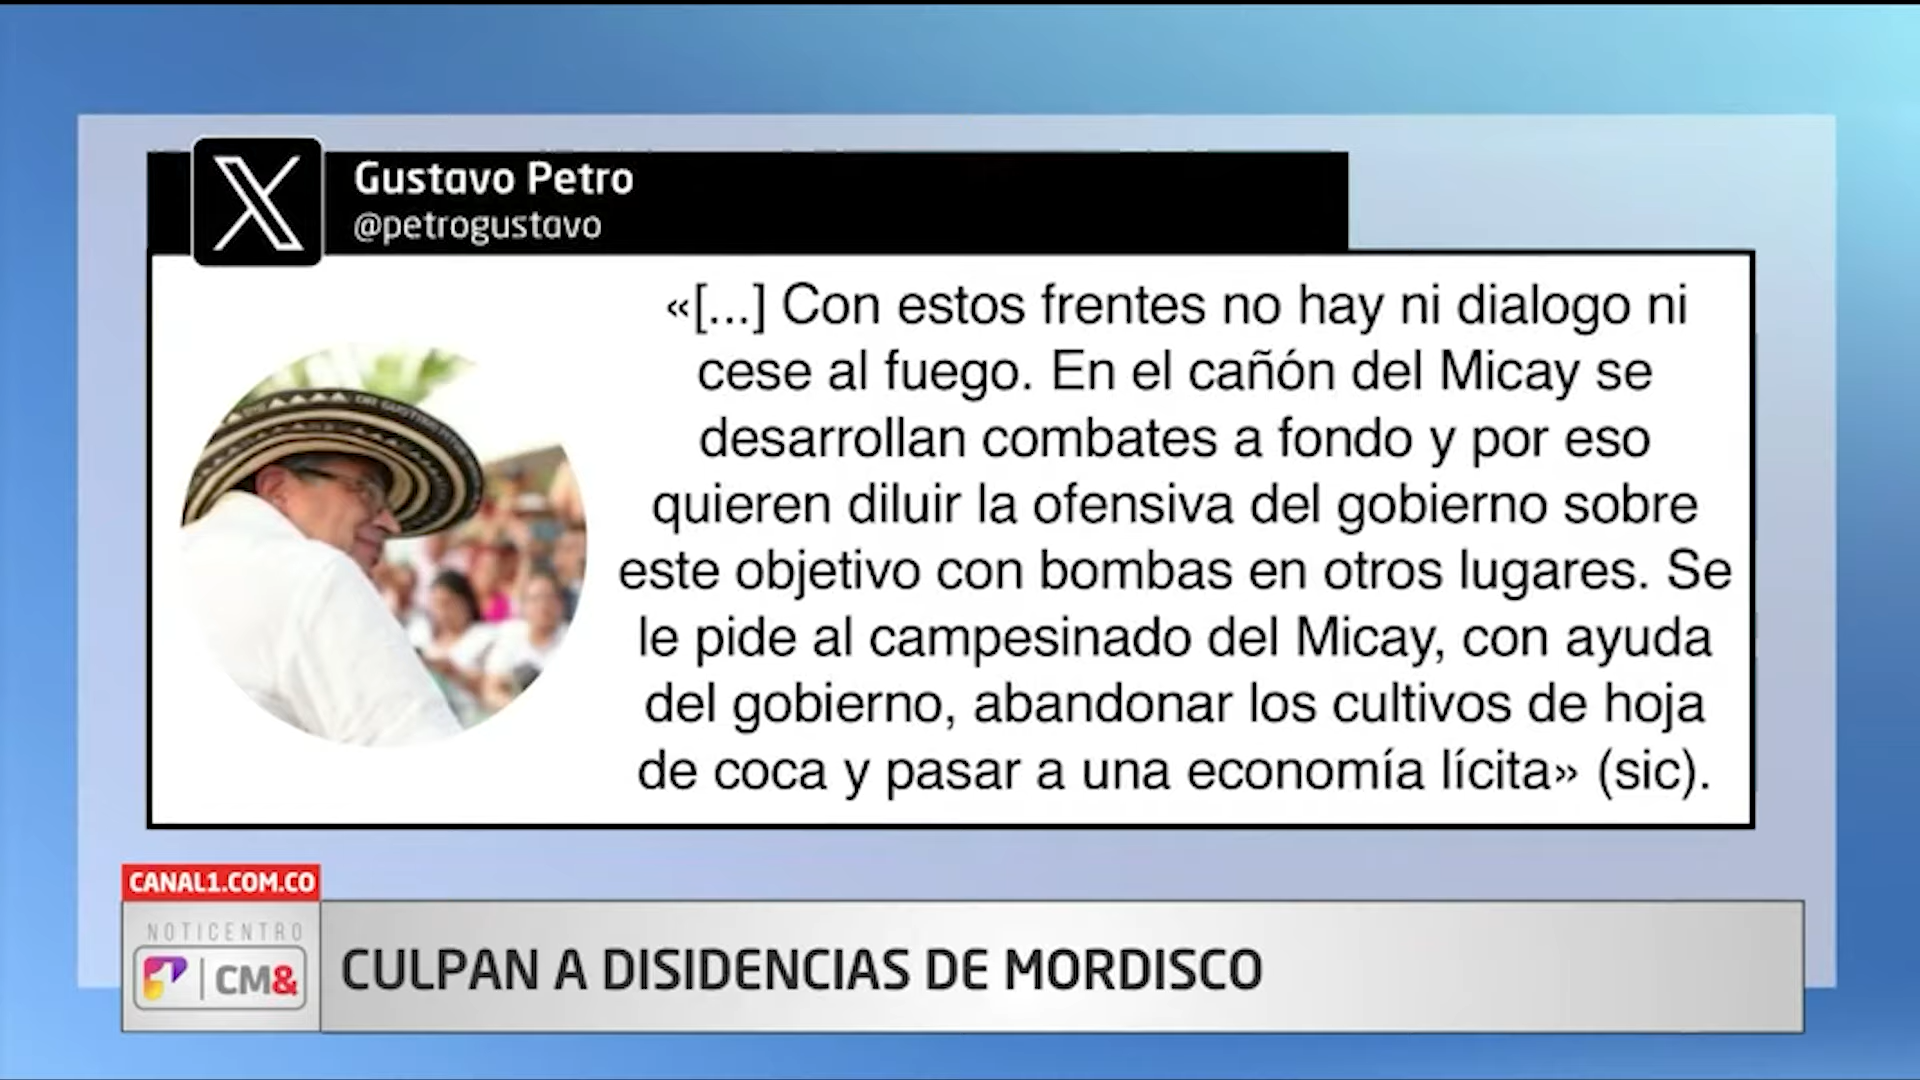 Gustavo Petro
@petrogustavo
«[...] Con estos frentes no hay ni dialogo ni
cese al fuego. En el cañón del Micay se
desarrollan combates a fondo y por eso
quieren diluir la ofensiva del gobierno sobre
este objetivo con bombas en otros lugares. Se
le pide al campesinado del Micay, con ayuda
del gobierno, abandonar los cultivos de hoja
de coca y pasar a una economía lícita» (sic).
CANAL1.COM.CO
NOTICENTRO
1 | CM&
CULPAN A DISIDENCIAS DE MORDISCO